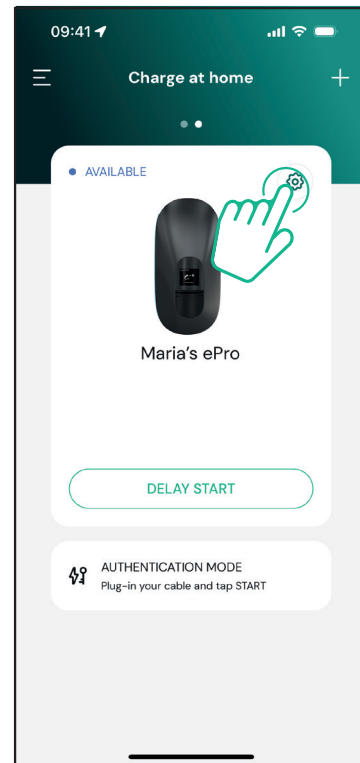 09:41
Charge at home
AVAILABLE
Maria's ePro
DELAY START
AUTHENTICATION MODE
Plug-in your cable and tap START